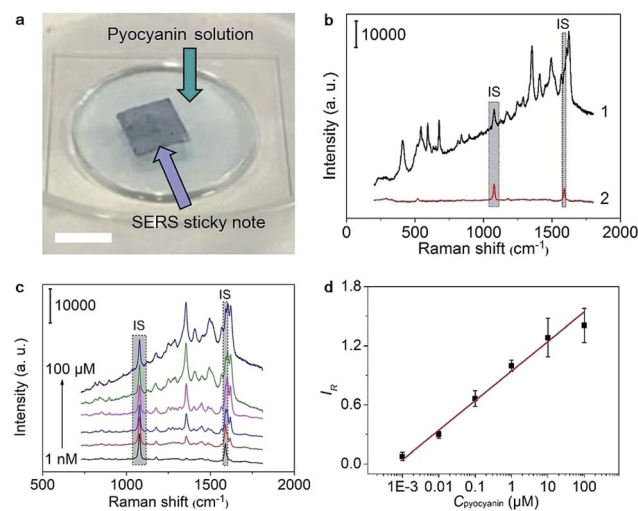 a
Pyocyanin solution
SERS sticky note
b
10000
IS
IS
1
2
Intensity (a. u.)
0 500 1000 1500 2000
Raman shift (cm-1)
c
10000
IS
IS
100 μM
1 nM
Intensity (a. u.)
500 1000 1500 2000
Raman shift (cm-1)
d
1.8
1.2
0.6
0.0
IR
1E-3 0.01 0.1 1 10 100
Cpyocyanin (μM)